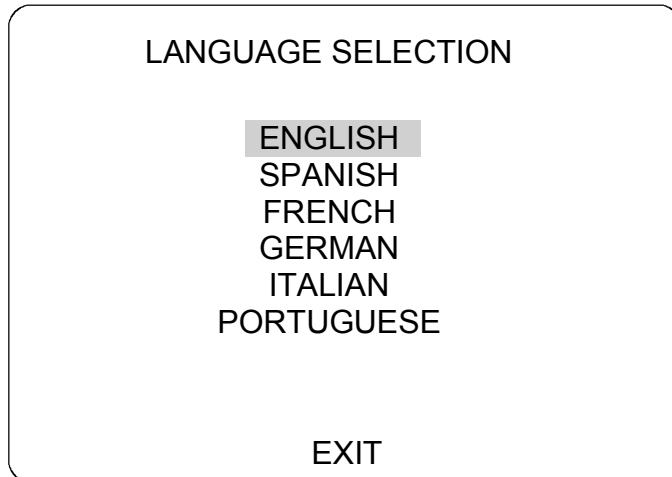 LANGUAGE SELECTION
ENGLISH
SPANISH
FRENCH
GERMAN
ITALIAN
PORTUGUESE
EXIT